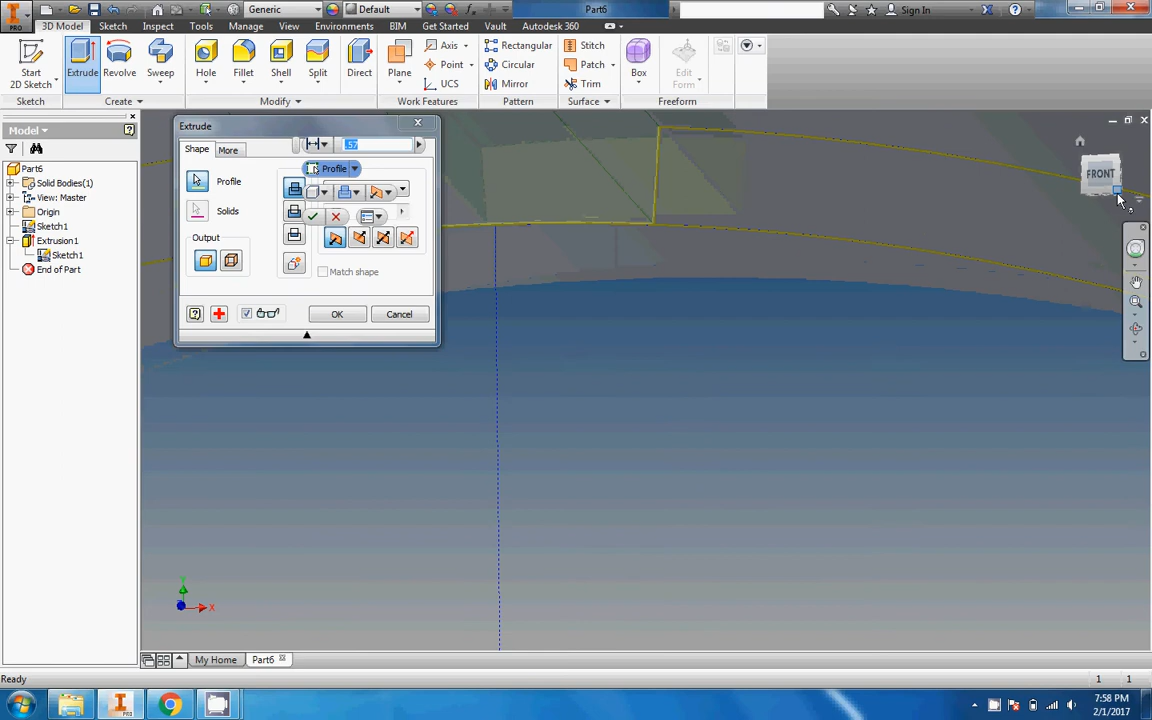 Generic
Default
Part6
Sign In
PRO
3D Model
Sketch
Inspect
Tools
Manage
View
Environments
BIM
Get Started
Vault
Autodesk 360
Start
2D Sketch
Extrude
Revolve
Sweep
Hole
Fillet
Shell
Split
Direct
Plane
Axis
Point
UCS
Rectangular
Circular
Mirror
Stitch
Patch
Trim
Box
Edit
Form
Sketch
Create
Modify
Work Features
Pattern
Surface
Freeform
Model
Part6
Solid Bodies(1)
View: Master
Origin
Sketch1
Extrusion1
Sketch1
End of Part
Extrude
Shape
More
.57
Profile
Profile
Solids
Output
Match shape
OK
Cancel
FRONT
X
My Home
Part6
Ready
1
1
PRO
7:58 PM
2/1/2017